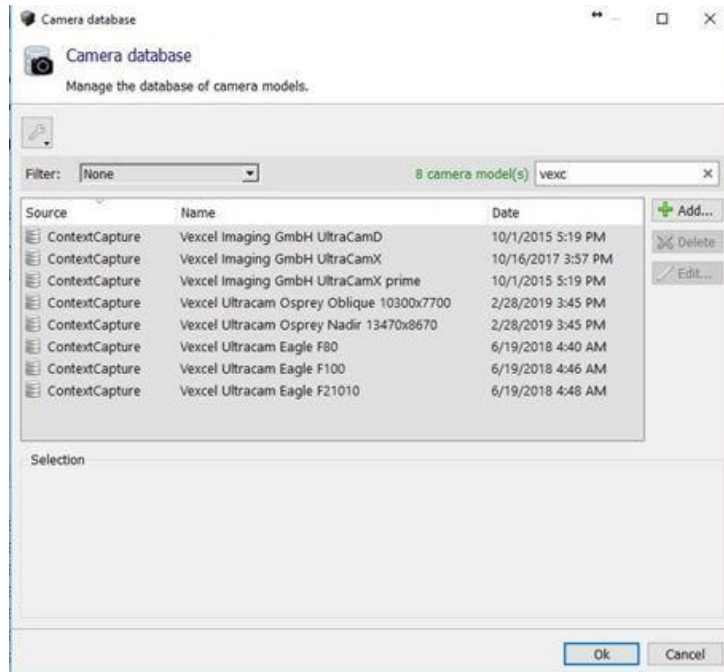 Camera database
Camera database
Manage the database of camera models.
Filter: None 8 camera model(s) vexc
Source Name Date
ContextCapture Vexcel Imaging GmbH UltraCamD 10/1/2015 5:19 PM
ContextCapture Vexcel Imaging GmbH UltraCamX 10/16/2017 3:57 PM
ContextCapture Vexcel Imaging GmbH UltraCamX prime 10/1/2015 5:19 PM
ContextCapture Vexcel Ultracam Osprey Oblique 10300x7700 2/28/2019 3:45 PM
ContextCapture Vexcel Ultracam Osprey Nadir 13470x8670 2/28/2019 3:45 PM
ContextCapture Vexcel Ultracam Eagle F80 6/19/2018 4:40 AM
ContextCapture Vexcel Ultracam Eagle F100 6/19/2018 4:46 AM
ContextCapture Vexcel Ultracam Eagle F21010 6/19/2018 4:48 AM
Add...
Delete
Edit...
Selection
Ok Cancel